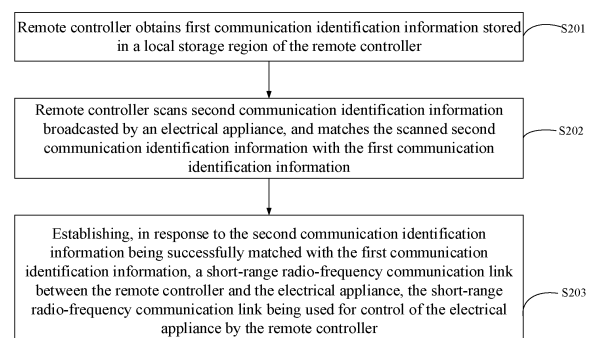 Remote controller obtains first communication identification information stored
in a local storage region of the remote controller
S201
Remote controller scans second communication identification information
broadcasted by an electrical appliance, and matches the scanned second
communication identification information with the first communication
identification information
S202
Establishing, in response to the second communication identification
information being successfully matched with the first communication
identification information, a short-range radio-frequency communication link
between the remote controller and the electrical appliance, the short-range
radio-frequency communication link being used for control of the electrical
appliance by the remote controller
S203